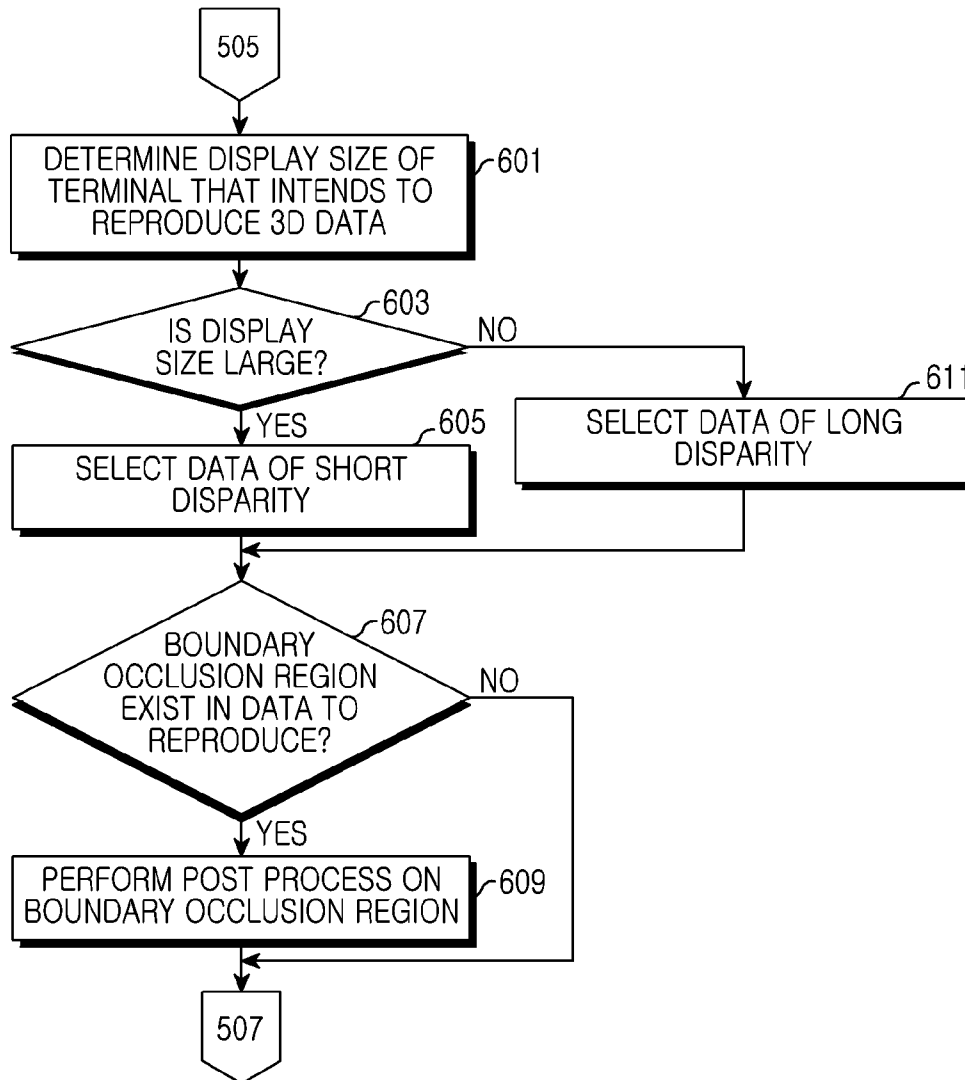 505
DETERMINE DISPLAY SIZE OF
TERMINAL THAT INTENDS TO
REPRODUCE 3D DATA
601
IS DISPLAY
SIZE LARGE?
603
NO
YES
605
SELECT DATA OF SHORT
DISPARITY
611
SELECT DATA OF LONG
DISPARITY
BOUNDARY
OCCLUSION REGION
EXIST IN DATA TO
REPRODUCE?
607
NO
YES
PERFORM POST PROCESS ON
BOUNDARY OCCLUSION REGION
609
507